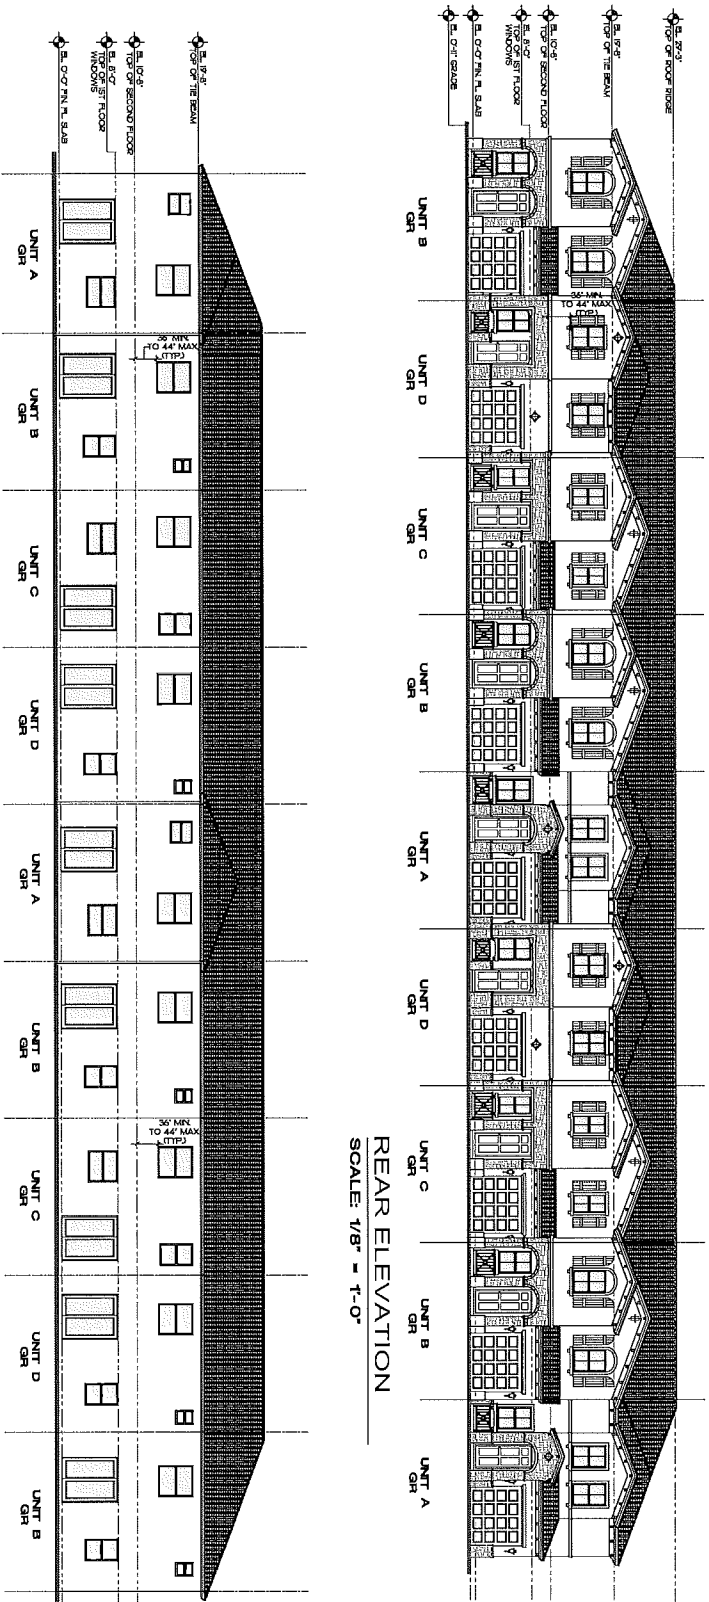 EL. 29'-3"
TOP OF ROOF RIDGE
EL. 19'-8"
TOP OF TIE BEAM
EL. 10'-8"
TOP OF SECOND FLOOR
EL. 8'-0"
TOP OF 1ST FLOOR
WINDOWS
EL. 0'-0" FIN. FL. SLAB
EL. 0'-1" GRADE
36" MIN.
TO 44" MAX
(TYP.)
UNIT B
GR
UNIT D
GR
UNIT C
GR
UNIT B
GR
UNIT A
GR
UNIT D
GR
UNIT C
GR
UNIT B
GR
UNIT A
GR
REAR ELEVATION
SCALE: 1/8" = 1'-0"
EL. 19'-8"
TOP OF TIE BEAM
EL. 10'-8"
TOP OF SECOND FLOOR
EL. 8'-0"
TOP OF 1ST FLOOR
WINDOWS
EL. 0'-0" FIN. FL. SLAB
36" MIN.
TO 44" MAX
(TYP.)
36" MIN.
TO 44" MAX
(TYP.)
UNIT A
GR
UNIT B
GR
UNIT C
GR
UNIT D
GR
UNIT A
GR
UNIT B
GR
UNIT C
GR
UNIT D
GR
UNIT B
GR